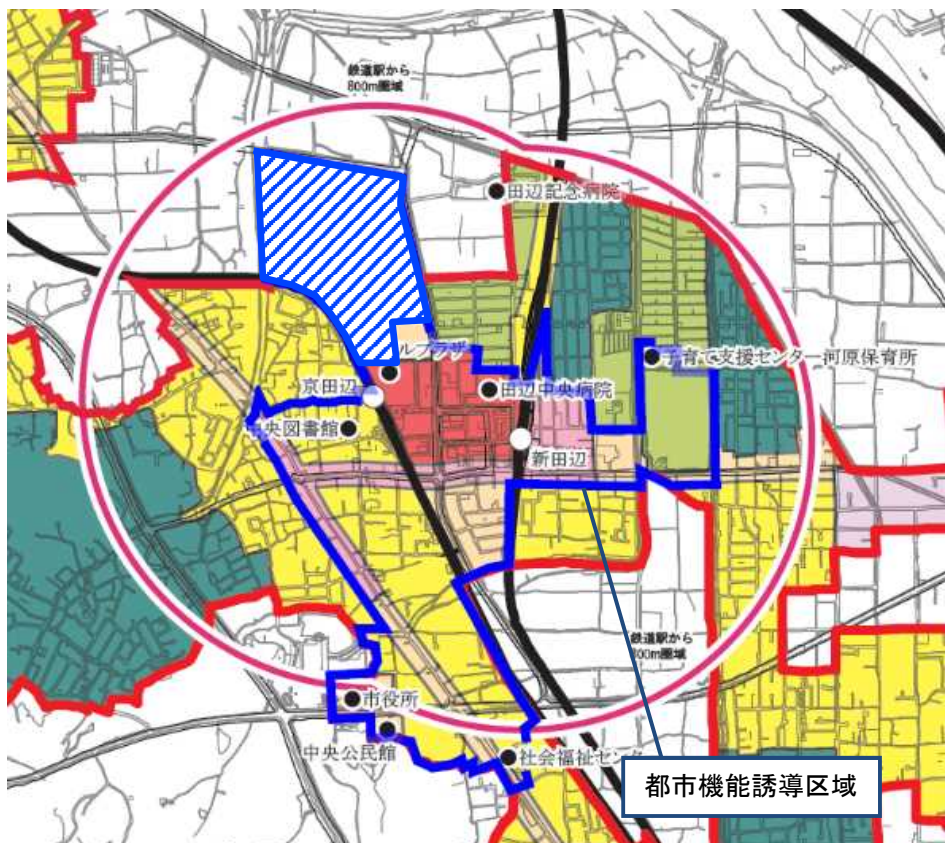 鉄道駅から
800m圏域
田辺記念病院
ルプラザ
子育て支援センター河原保育所
京田辺
田辺中央病院
中央図書館
新田辺
鉄道駅から
800m圏域
市役所
中央公民館
社会福祉センタ
都市機能誘導区域